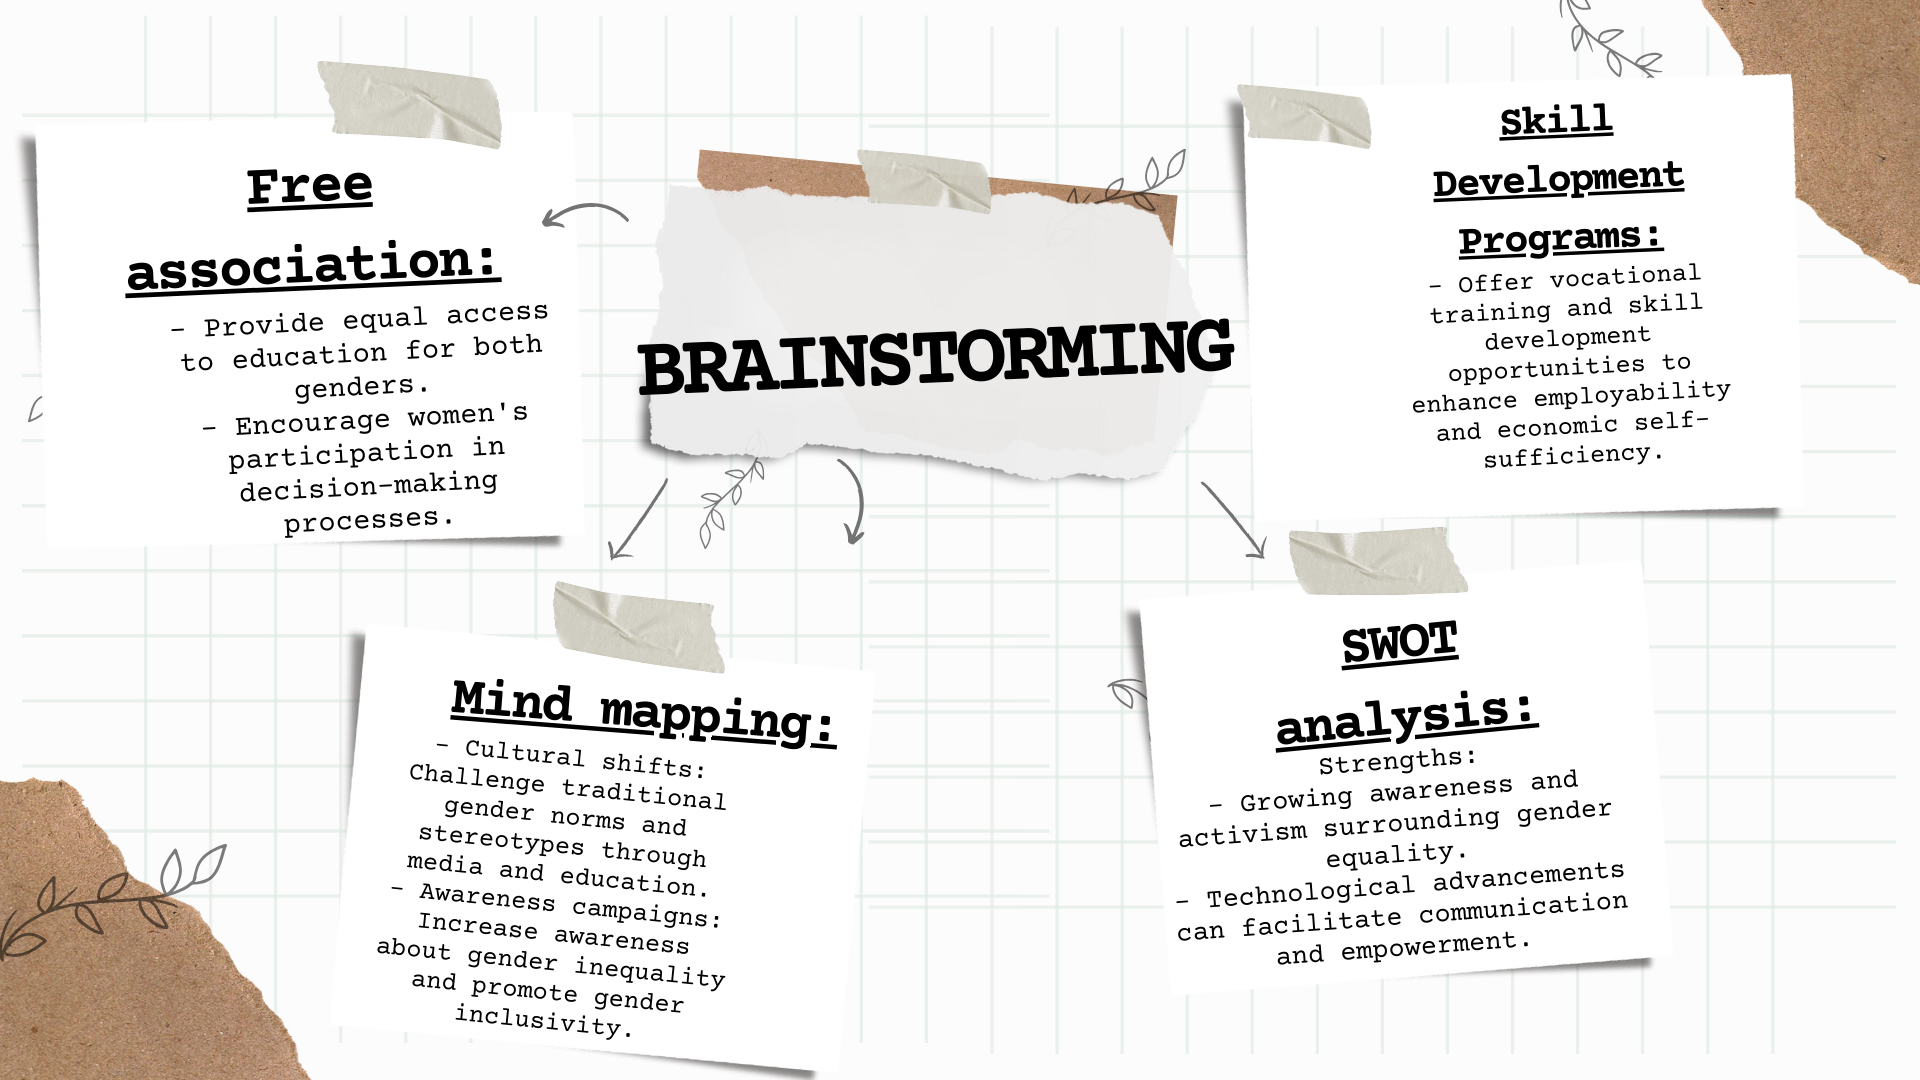 Free
association:
- Provide equal access
to education for both
genders.
- Encourage women's
participation in
decision-making
processes.
BRAINSTORMING
Skill
Development
Programs:
- Offer vocational
training and skill
development
opportunities to
enhance employability
and economic self-
sufficiency.
Mind mapping:
- Cultural shifts:
Challenge traditional
gender norms and
stereotypes through
media and education.
- Awareness campaigns:
Increase awareness
about gender inequality
and promote gender
inclusivity.
SWOT
analysis:
Strengths:
- Growing awareness and
activism surrounding gender
equality.
- Technological advancements
can facilitate communication
and empowerment.